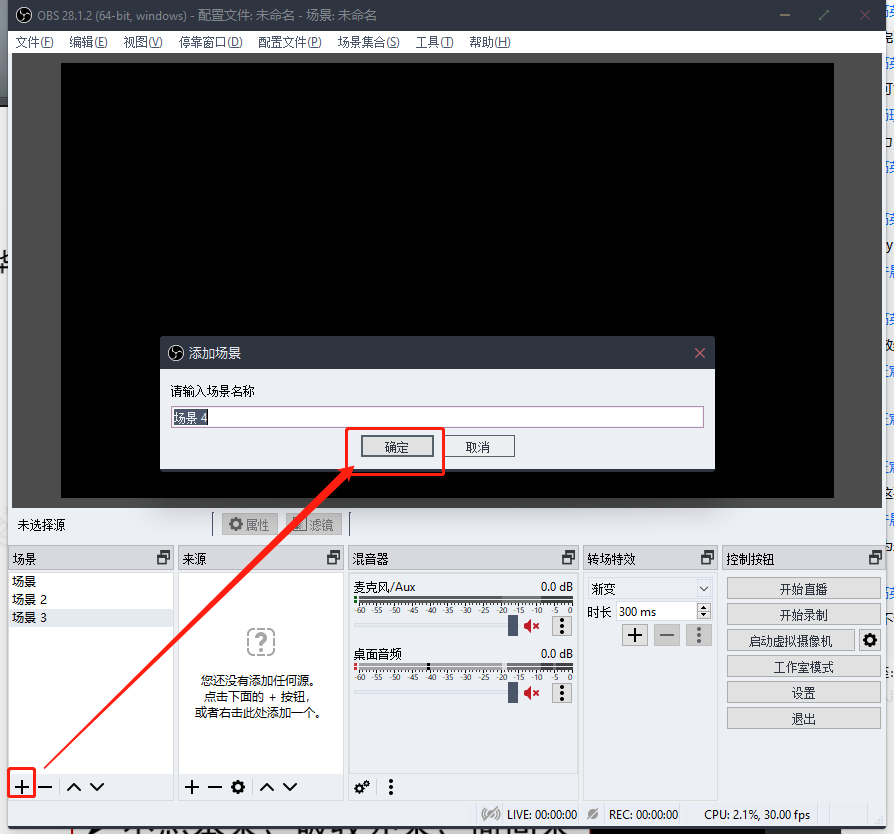 OBS 28.1.2 (64-bit, windows) - 配置文件: 未命名 - 场景: 未命名
文件(F) 编辑(E) 视图(V) 停靠窗口(D) 配置文件(P) 场景集合(S) 工具(T) 帮助(H)
添加场景
请输入场景名称
场景 4
确定 取消
未选择源 属性 滤镜
场景 来源 混音器 转场特效 控制按钮
场景
场景 2
场景 3
您还没有添加任何源。
点击下面的 + 按钮，
或者右击此处添加一个。
麦克风/Aux 0.0 dB
-60 -55 -50 -45 -40 -35 -30 -25 -20 -15 -10 -5 0
桌面音频 0.0 dB
-60 -55 -50 -45 -40 -35 -30 -25 -20 -15 -10 -5 0
渐变
时长 300 ms
开始直播
开始录制
启动虚拟摄像机
工作室模式
设置
退出
LIVE: 00:00:00 REC: 00:00:00 CPU: 2.1%, 30.00 fps